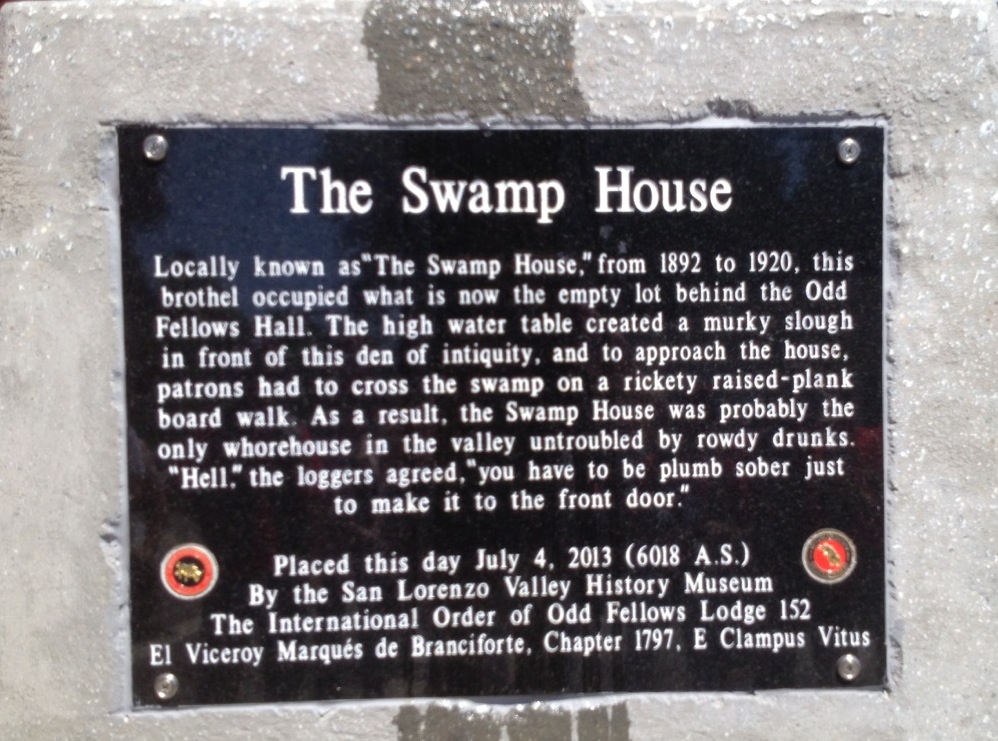 The Swamp House
Locally known as "The Swamp House," from 1892 to 1920, this
brothel occupied what is now the empty lot behind the Odd
Fellows Hall. The high water table created a murky slough
in front of this den of intiquity, and to approach the house,
patrons had to cross the swamp on a rickety raised-plank
board walk. As a result, the Swamp House was probably the
only whorehouse in the valley untroubled by rowdy drunks.
"Hell," the loggers agreed, "you have to be plumb sober just
to make it to the front door."
Placed this day July 4, 2013 (6018 A.S.)
By the San Lorenzo Valley History Museum
The International Order of Odd Fellows Lodge 152
El Viceroy Marqués de Branciforte, Chapter 1797, E Clampus Vitus